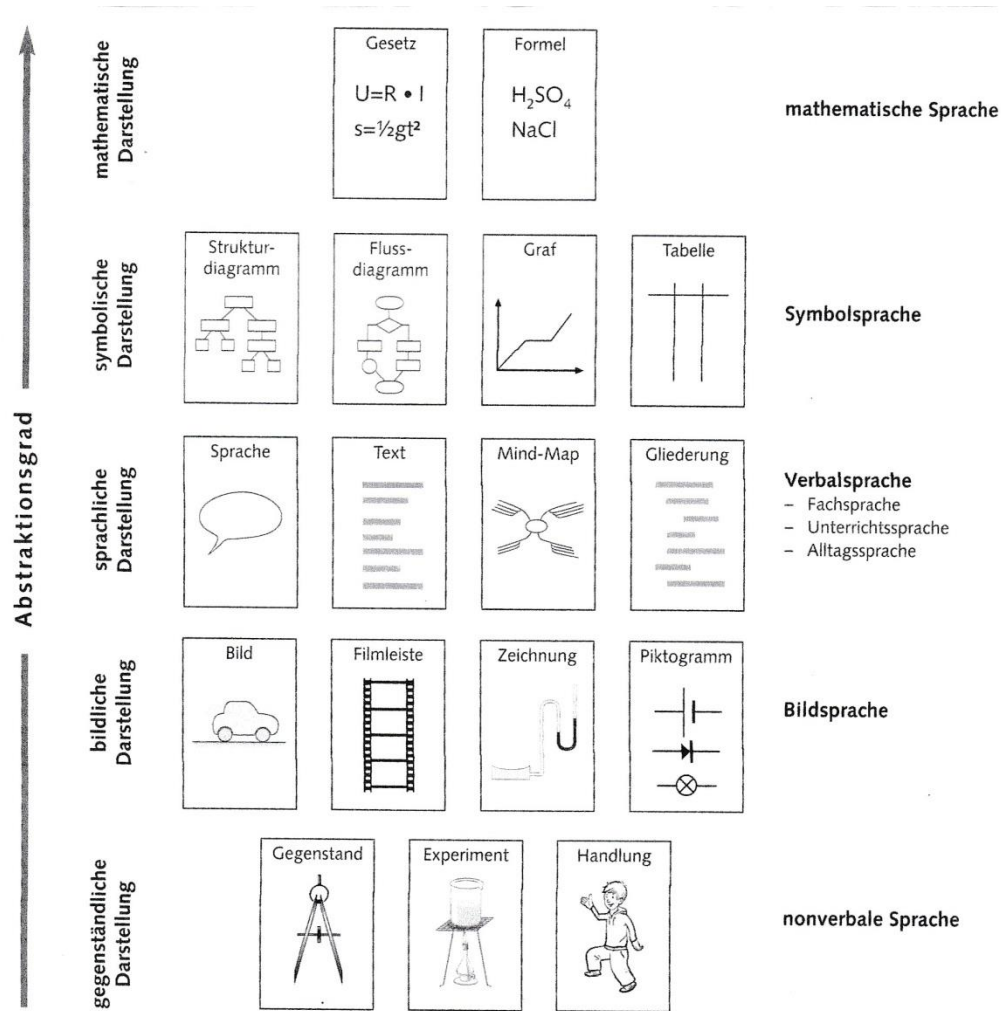 Abstraktionsgrad
mathematische
Darstellung
Gesetz
U=R • I
s=½gt²
Formel
H₂SO₄
NaCl
mathematische Sprache
symbolische
Darstellung
Struktur-
diagramm
Fluss-
diagramm
Graf
Tabelle
Symbolsprache
sprachliche
Darstellung
Sprache
Text
Mind-Map
Gliederung
Verbalsprache
– Fachsprache
– Unterrichtssprache
– Alltagssprache
bildliche
Darstellung
Bild
Filmleiste
Zeichnung
Piktogramm
Bildsprache
gegenständliche
Darstellung
Gegenstand
Experiment
Handlung
nonverbale Sprache